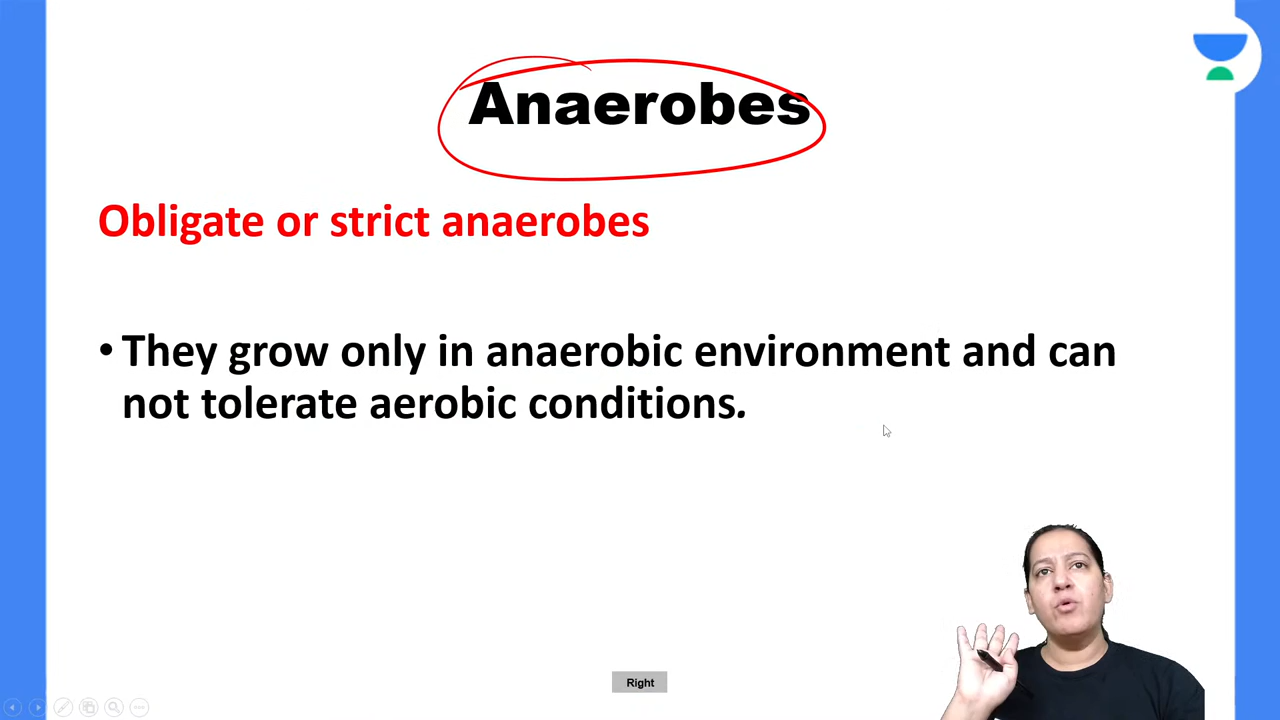 Anaerobes
Obligate or strict anaerobes
• They grow only in anaerobic environment and can
not tolerate aerobic conditions.
Right